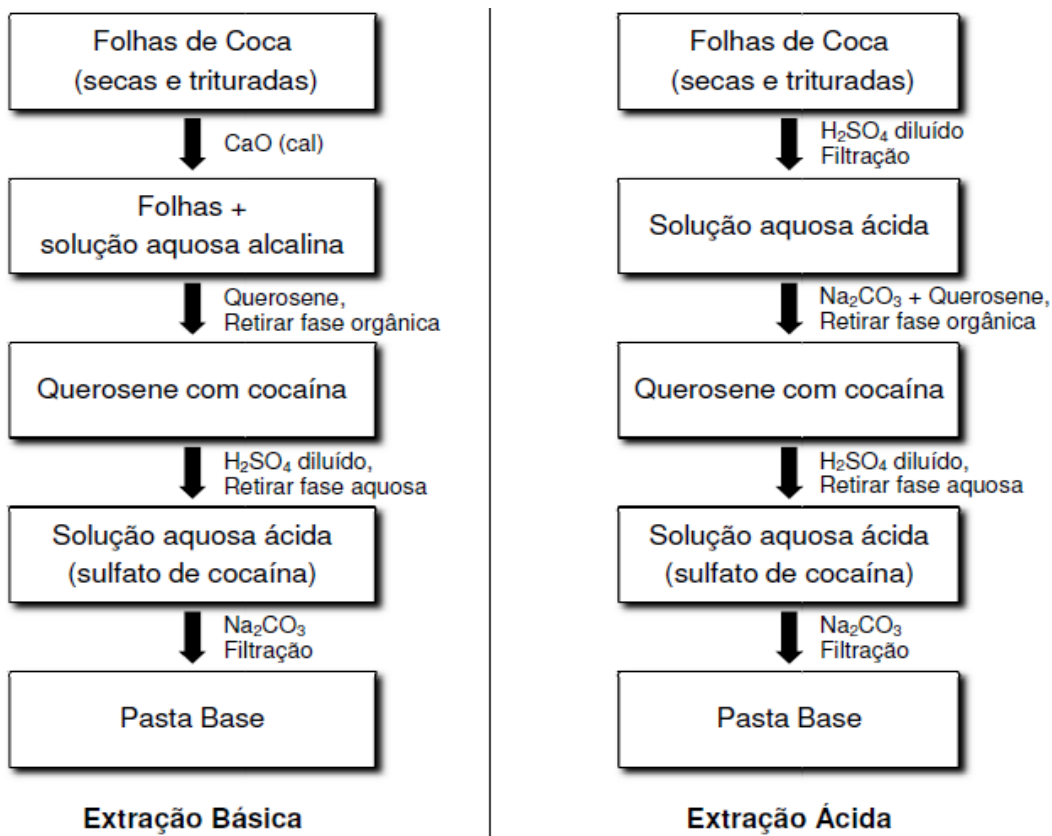 Folhas de Coca
(secas e trituradas)
CaO (cal)
Folhas +
solução aquosa alcalina
Querosene,
Retirar fase orgânica
Querosene com cocaína
H₂SO₄ diluído,
Retirar fase aquosa
Solução aquosa ácida
(sulfato de cocaína)
Na₂CO₃
Filtração
Pasta Base
Extração Básica
Folhas de Coca
(secas e trituradas)
H₂SO₄ diluído
Filtração
Solução aquosa ácida
Na₂CO₃ + Querosene,
Retirar fase orgânica
Querosene com cocaína
H₂SO₄ diluído,
Retirar fase aquosa
Solução aquosa ácida
(sulfato de cocaína)
Na₂CO₃
Filtração
Pasta Base
Extração Ácida